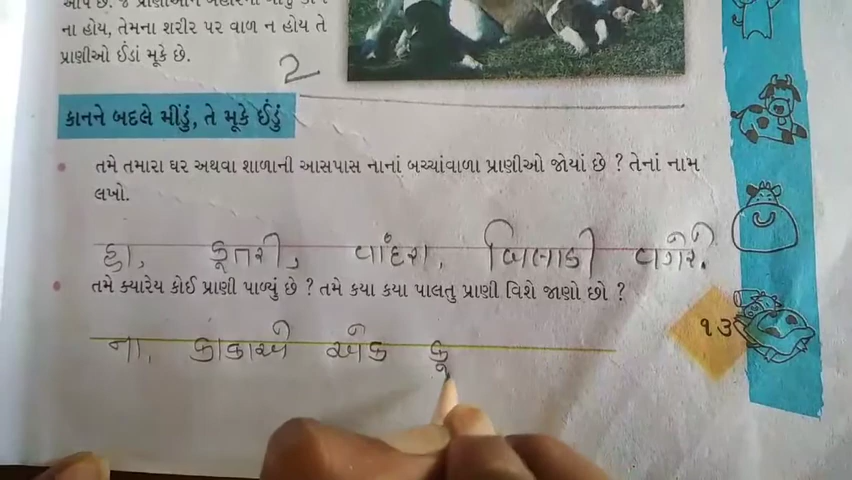 ના હોય, તેમના શરીર પર વાળ ન હોય તે
પ્રાણીઓ ઈંડાં મૂકે છે.
2
કાનને બદલે મીંડું, તે મૂકે ઈંડું
તમે તમારા ઘર અથવા શાળાની આસપાસ નાનાં બચ્ચાંવાળા પ્રાણીઓ જોયાં છે ? તેનાં નામ
લખો.
હા, કૂતરી, વાંદરા, બિલાડી વગેરે.
તમે ક્યારેય કોઈ પ્રાણી પાળ્યું છે ? તમે કયા કયા પાલતુ પ્રાણી વિશે જાણો છો ?
ના. કાકાએ એક કૂ
૧૩